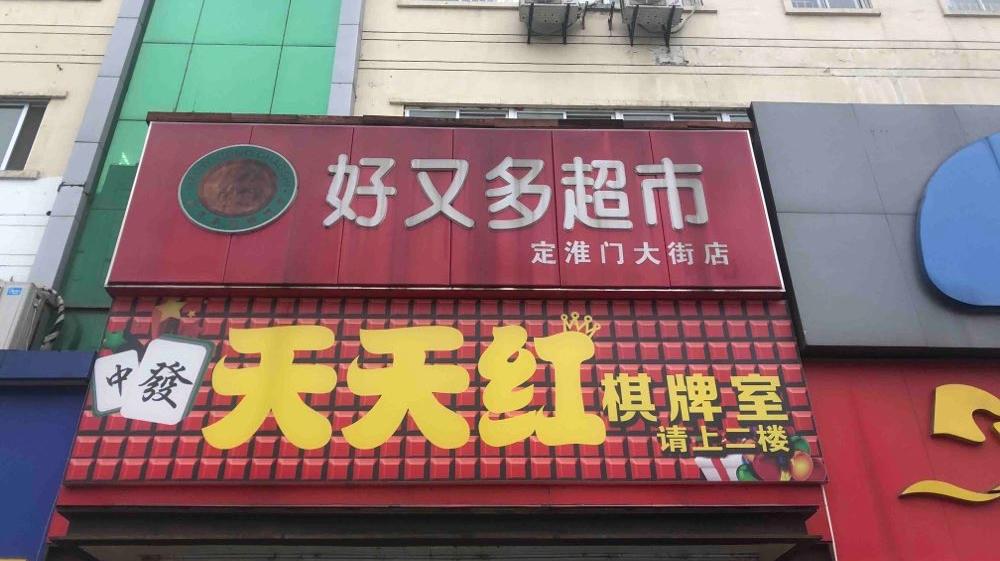 好又多超市
定淮门大街店
中
發
天天红
棋牌室
请上二楼